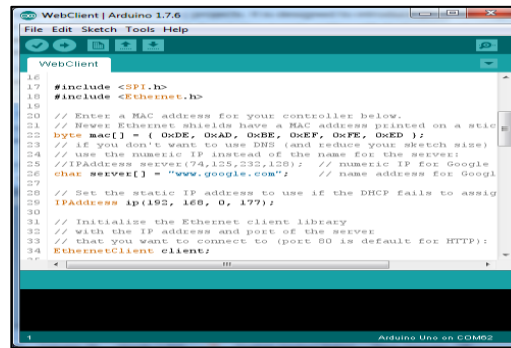 WebClient | Arduino 1.7.6
File Edit Sketch Tools Help
WebClient
16
17 #include <SPI.h>
18 #include <Ethernet.h>
19
20 // Enter a MAC address for your controller below.
21 // Newer Ethernet shields have a MAC address printed on a stic
22 byte mac[] = { 0xDE, 0xAD, 0xBE, 0xEF, 0xFE, 0xED };
23 // if you don't want to use DNS (and reduce your sketch size)
24 // use the numeric IP instead of the name for the server:
25 //IPAddress server(74,125,232,128);  // numeric IP for Google
26 char server[] = "www.google.com";    // name address for Googl
27
28 // Set the static IP address to use if the DHCP fails to assig
29 IPAddress ip(192, 168, 0, 177);
30
31 // Initialize the Ethernet client library
32 // with the IP address and port of the server
33 // that you want to connect to (port 80 is default for HTTP):
34 EthernetClient client;
1 Arduino Uno on COM62